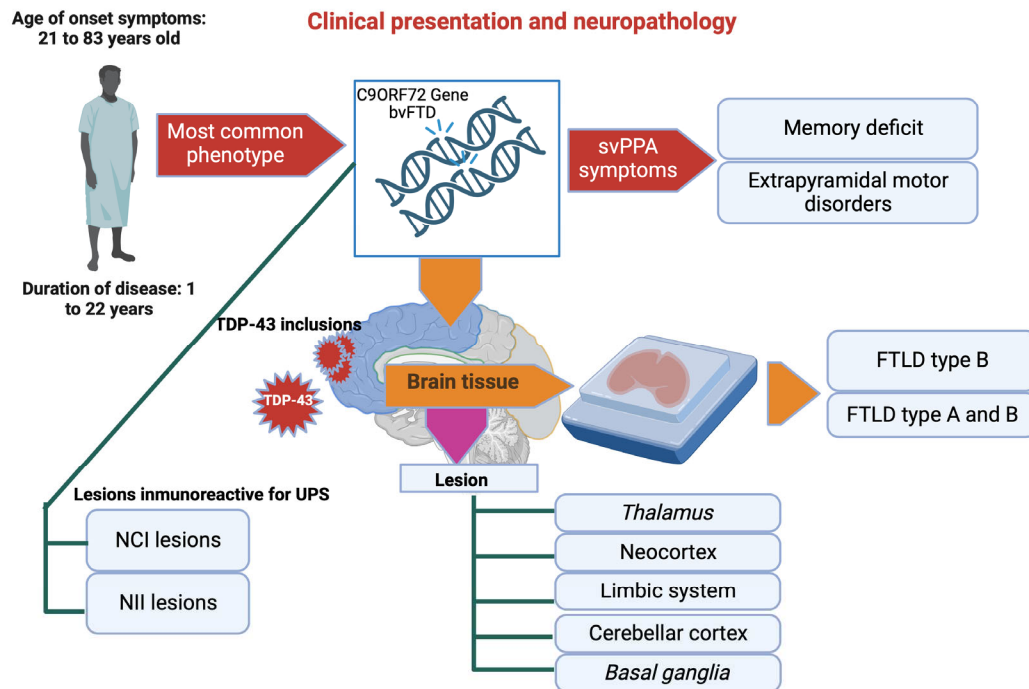 Clinical presentation and neuropathology
Age of onset symptoms:
21 to 83 years old
Most common
phenotype
C9ORF72 Gene
bvFTD
svPPA
symptoms
Memory deficit
Extrapyramidal motor
disorders
Duration of disease: 1
to 22 years
TDP-43 inclusions
TDP-43
Brain tissue
FTLD type B
FTLD type A and B
Lesion
Lesions inmunoreactive for UPS
NCI lesions
NII lesions
Thalamus
Neocortex
Limbic system
Cerebellar cortex
Basal ganglia